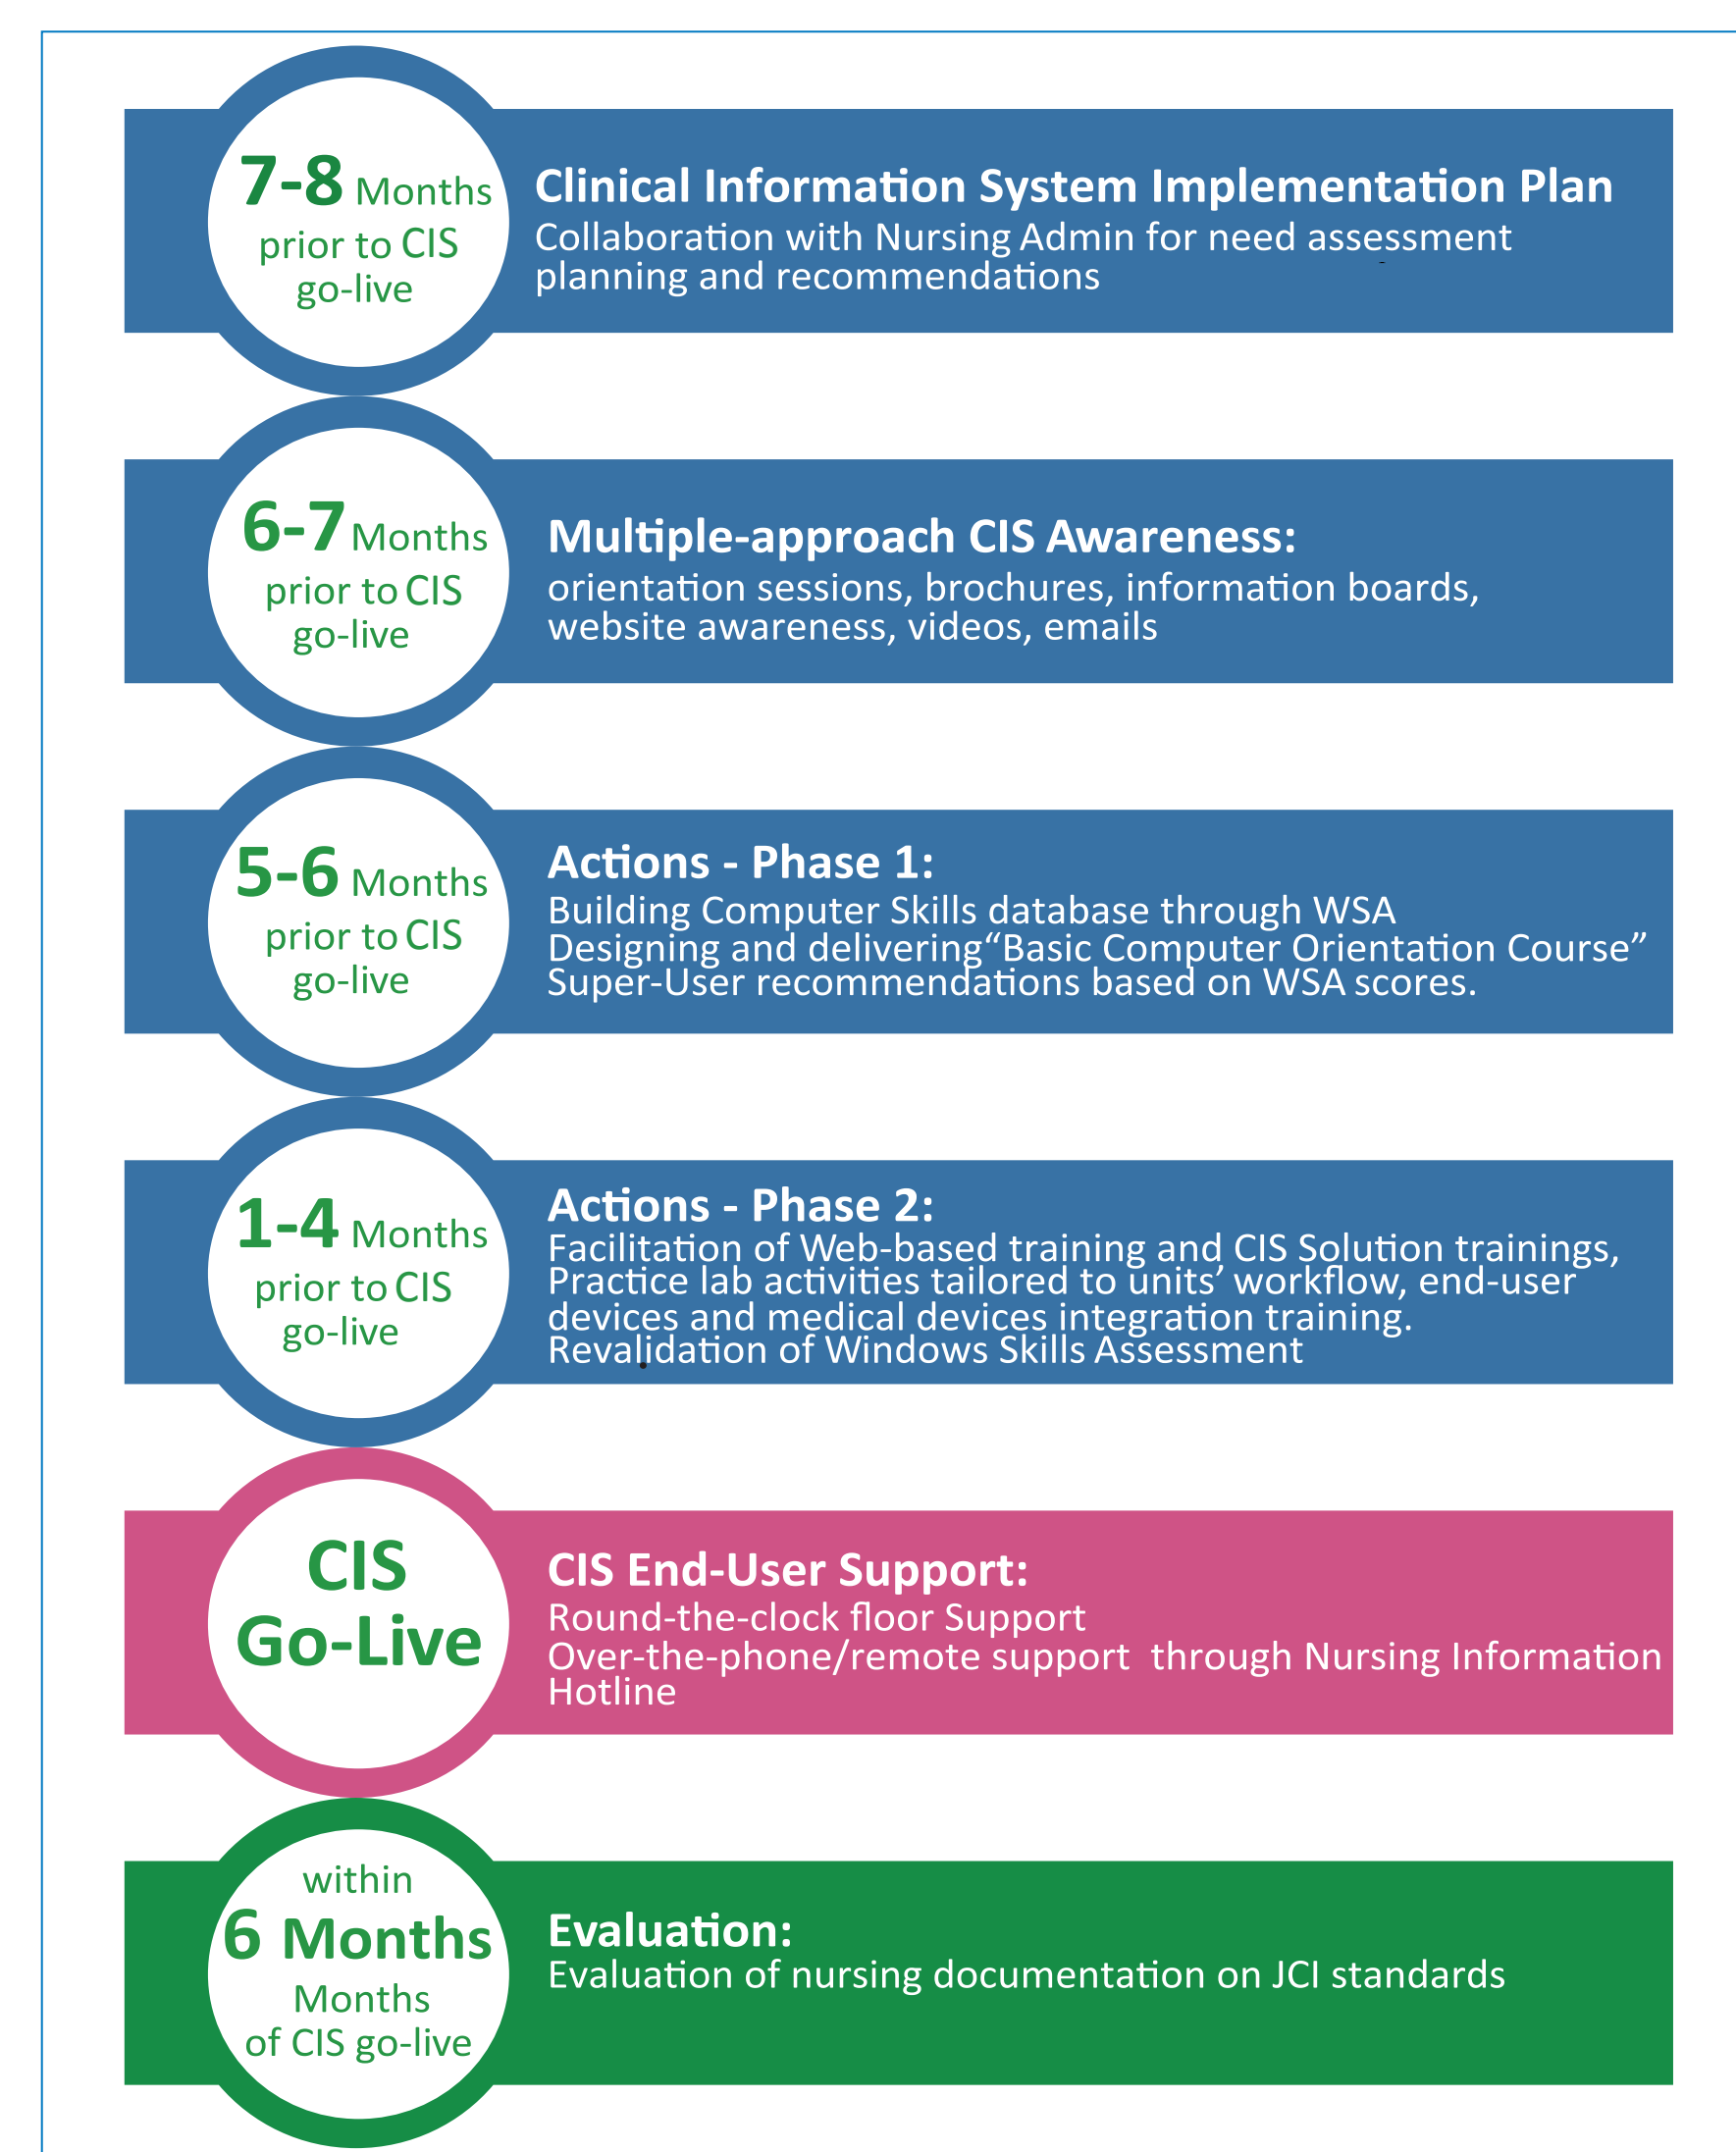 7-8 Months
prior to CIS
go-live
Clinical Information System Implementation Plan
Collaboration with Nursing Admin for need assessment
planning and recommendations
6-7 Months
prior to CIS
go-live
Multiple-approach CIS Awareness:
orientation sessions, brochures, information boards,
website awareness, videos, emails
5-6 Months
prior to CIS
go-live
Actions - Phase 1:
Building Computer Skills database through WSA
Designing and delivering“Basic Computer Orientation Course”
Super-User recommendations based on WSA scores.
1-4 Months
prior to CIS
go-live
Actions - Phase 2:
Facilitation of Web-based training and CIS Solution trainings,
Practice lab activities tailored to units’ workflow, end-user
devices and medical devices integration training.
Revalidation of Windows Skills Assessment
CIS
Go-Live
CIS End-User Support:
Round-the-clock floor Support
Over-the-phone/remote support through Nursing Information
Hotline
within
6 Months
Months
of CIS go-live
Evaluation:
Evaluation of nursing documentation on JCI standards